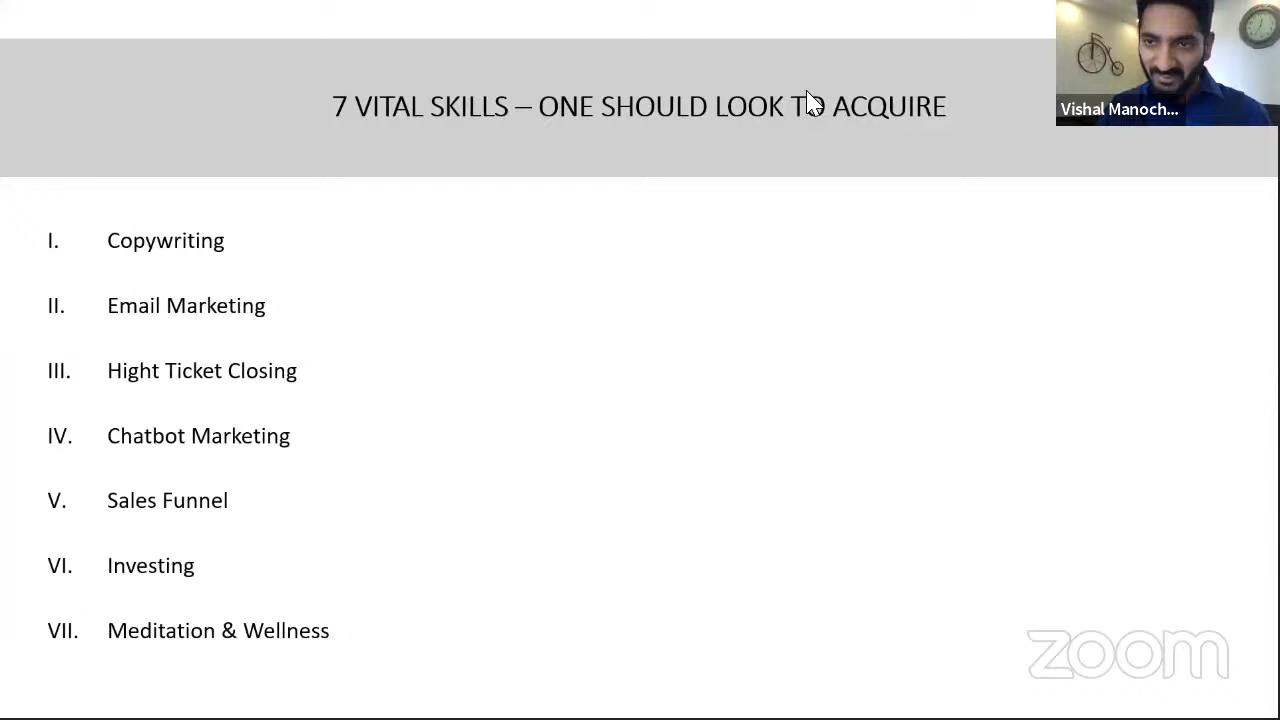 7 VITAL SKILLS – ONE SHOULD LOOK TO ACQUIRE
Vishal Manoch...
I. Copywriting
II. Email Marketing
III. Hight Ticket Closing
IV. Chatbot Marketing
V. Sales Funnel
VI. Investing
VII. Meditation & Wellness
zoom